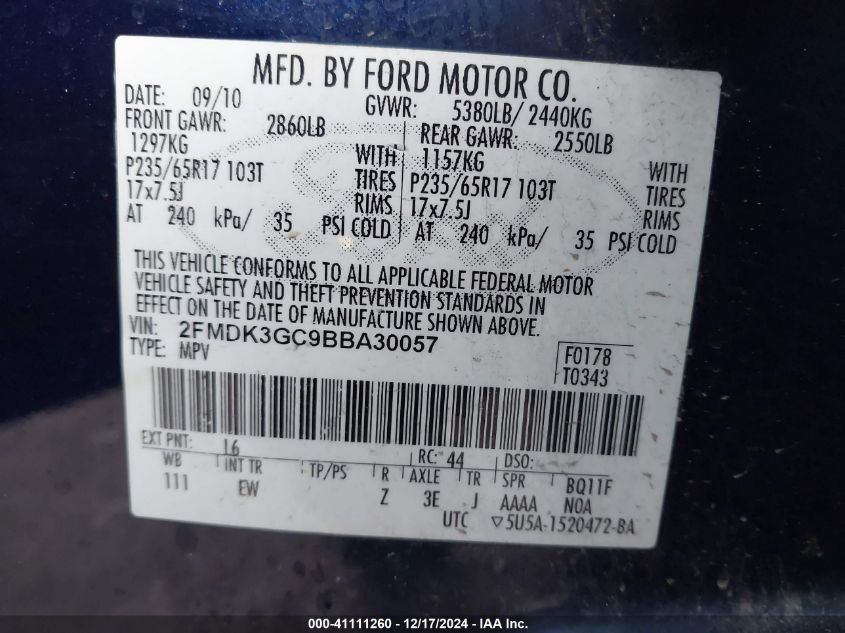 MFD. BY FORD MOTOR CO.
DATE: 09/10 GVWR: 5380LB/ 2440KG
FRONT GAWR: 2860LB REAR GAWR: 2550LB
1297KG WITH 1157KG WITH
P235/65R17 103T TIRES P235/65R17 103T TIRES
17x7.5J RIMS 17x7.5J RIMS
AT 240 kPa/ 35 PSI COLD AT 240 kPa/ 35 PSI COLD
THIS VEHICLE CONFORMS TO ALL APPLICABLE FEDERAL MOTOR
VEHICLE SAFETY AND THEFT PREVENTION STANDARDS IN
EFFECT ON THE DATE OF MANUFACTURE SHOWN ABOVE.
VIN: 2FMDK3GC9BBA30057
TYPE: MPV
F0178
T0343
EXT PNT: 16 RC: 44 DSO:
WB INT TR TP/PS R AXLE TR SPR BQ11F
111 EW Z 3E J AAAA NOA
UTC ▽5U5A-1520472-BA
000-41111260 - 12/17/2024 - IAA, Inc.